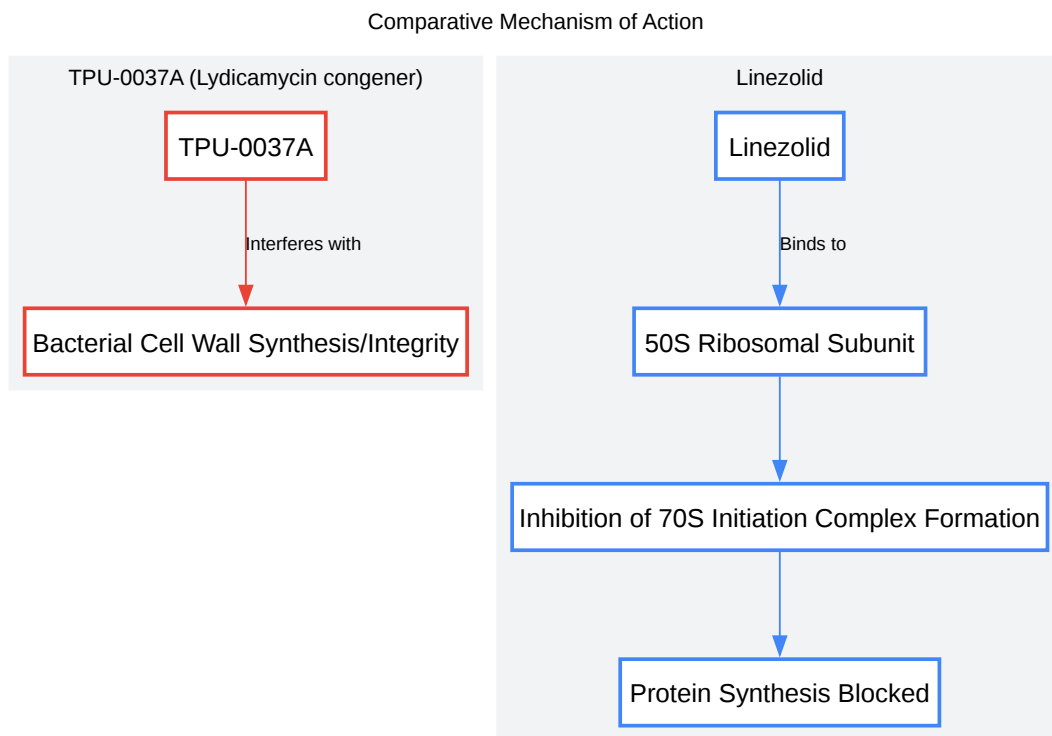 Comparative Mechanism of Action
TPU-0037A (Lydicamycin congener)
TPU-0037A
Interferes with
Bacterial Cell Wall Synthesis/Integrity
Linezolid
Linezolid
Binds to
50S Ribosomal Subunit
Inhibition of 70S Initiation Complex Formation
Protein Synthesis Blocked